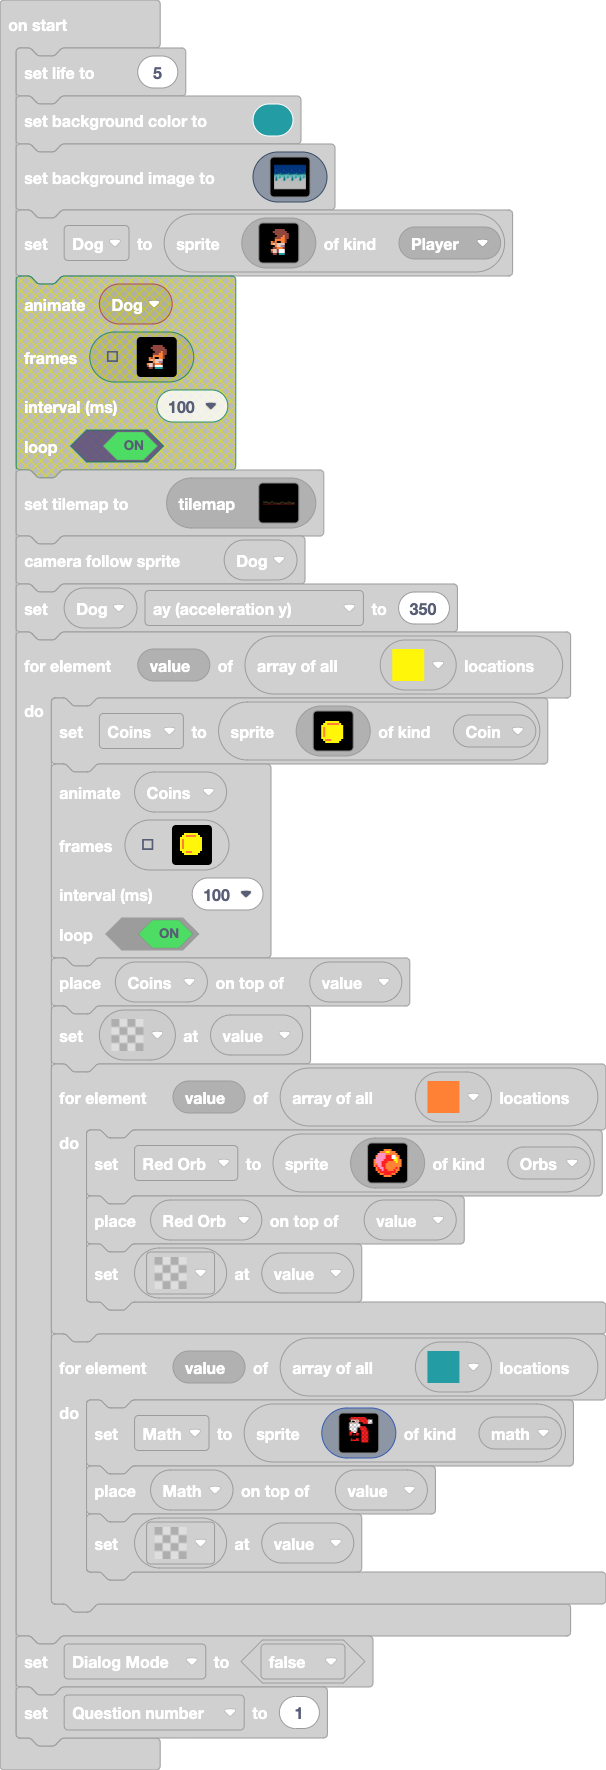 on start
set life to 5
set background color to
set background image to
set Dog to sprite of kind Player
animate Dog
frames
interval (ms) 100
loop ON
set tilemap to tilemap
camera follow sprite Dog
set Dog ay (acceleration y) to 350
for element value of array of all locations
do
set Coins to sprite of kind Coin
animate Coins
frames
interval (ms) 100
loop ON
place Coins on top of value
set at value
for element value of array of all locations
do
set Red Orb to sprite of kind Orbs
place Red Orb on top of value
set at value
for element value of array of all locations
do
set Math to sprite of kind math
place Math on top of value
set at value
set Dialog Mode to false
set Question number to 1